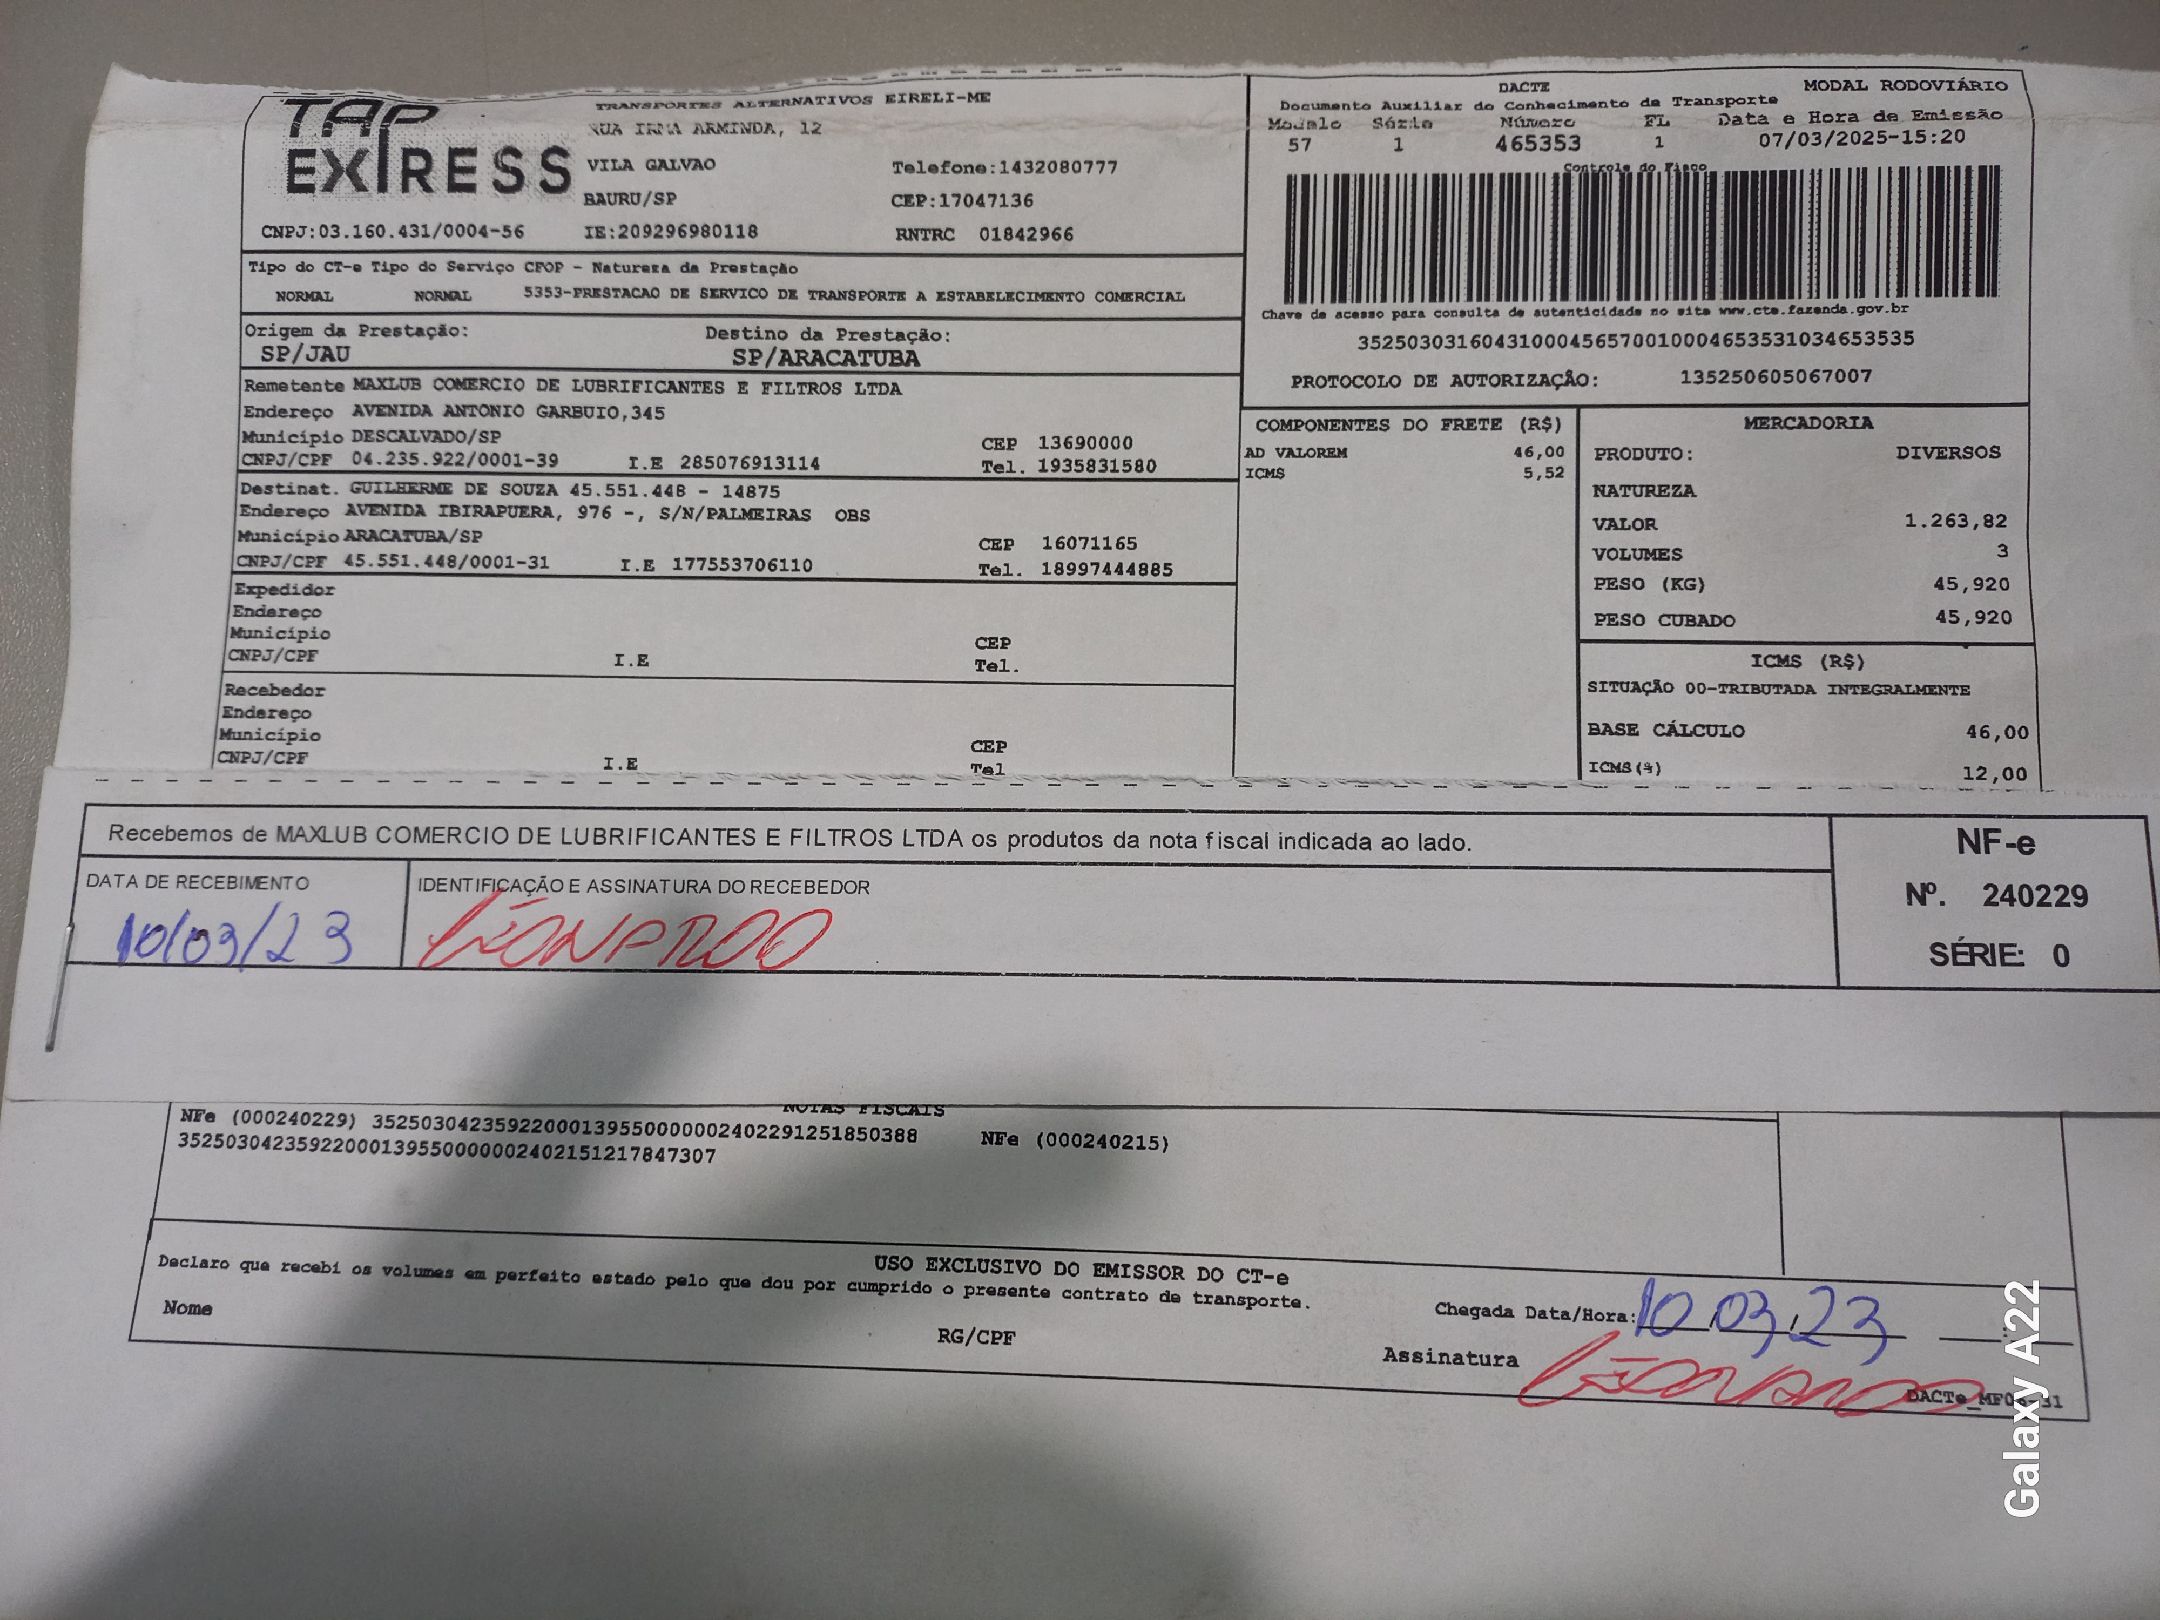 TAP EXPRESS
TRANSPORTES ALTERNATIVOS EIRELI-ME
RUA IRMA ARMINDA, 12
VILA GALVAO Telefone:1432080777
BAURU/SP CEP:17047136
CNPJ:03.160.431/0004-56 IE:209296980118 RNTRC 01842966
DACTE MODAL RODOVIÁRIO
Documento Auxiliar do Conhecimento de Transporte
Modelo Série Número FL Data e Hora de Emissão
57 1 465353 1 07/03/2025-15:20
Controle do Fisco
Chave de acesso para consulta de autenticidade no site www.cte.fazenda.gov.br
35250303160431000456570010004653531034653535
PROTOCOLO DE AUTORIZAÇÃO: 135250605067007
Tipo do CT-e Tipo do Serviço CFOP - Natureza da Prestação
NORMAL NORMAL 5353-PRESTACAO DE SERVICO DE TRANSPORTE A ESTABELECIMENTO COMERCIAL
Origem da Prestação: Destino da Prestação:
SP/JAU SP/ARACATUBA
Remetente MAXLUB COMERCIO DE LUBRIFICANTES E FILTROS LTDA
Endereço AVENIDA ANTONIO GARBUIO,345
Município DESCALVADO/SP CEP 13690000
CNPJ/CPF 04.235.922/0001-39 I.E 285076913114 Tel. 1935831580
Destinat. GUILHERME DE SOUZA 45.551.448 - 14875
Endereço AVENIDA IBIRAPUERA, 976 -, S/N/PALMEIRAS OBS
Município ARACATUBA/SP CEP 16071165
CNPJ/CPF 45.551.448/0001-31 I.E 177553706110 Tel. 18997444885
Expedidor
Endereço
Município CEP
CNPJ/CPF I.E Tel.
Recebedor
Endereço
Município CEP
CNPJ/CPF I.E Tel
COMPONENTES DO FRETE (R$)
AD VALOREM 46,00
ICMS 5,52
MERCADORIA
PRODUTO: DIVERSOS
NATUREZA
VALOR 1.263,82
VOLUMES 3
PESO (KG) 45,920
PESO CUBADO 45,920
ICMS (R$)
SITUAÇÃO 00-TRIBUTADA INTEGRALMENTE
BASE CÁLCULO 46,00
ICMS(%) 12,00
Recebemos de MAXLUB COMERCIO DE LUBRIFICANTES E FILTROS LTDA os produtos da nota fiscal indicada ao lado.
DATA DE RECEBIMENTO IDENTIFICAÇÃO E ASSINATURA DO RECEBEDOR
10/03/23 LEONARDO
NF-e
Nº. 240229
SÉRIE: 0
NOTAS FISCAIS
NFe (000240229) 35250304235922000139550000002402291251850388 NFe (000240215)
35250304235922000139550000002402151217847307
USO EXCLUSIVO DO EMISSOR DO CT-e
Declaro que recebi os volumes em perfeito estado pelo que dou por cumprido o presente contrato de transporte.
Nome RG/CPF
Chegada Data/Hora: 10 03 23
Assinatura LEONARDO
Galaxy A22